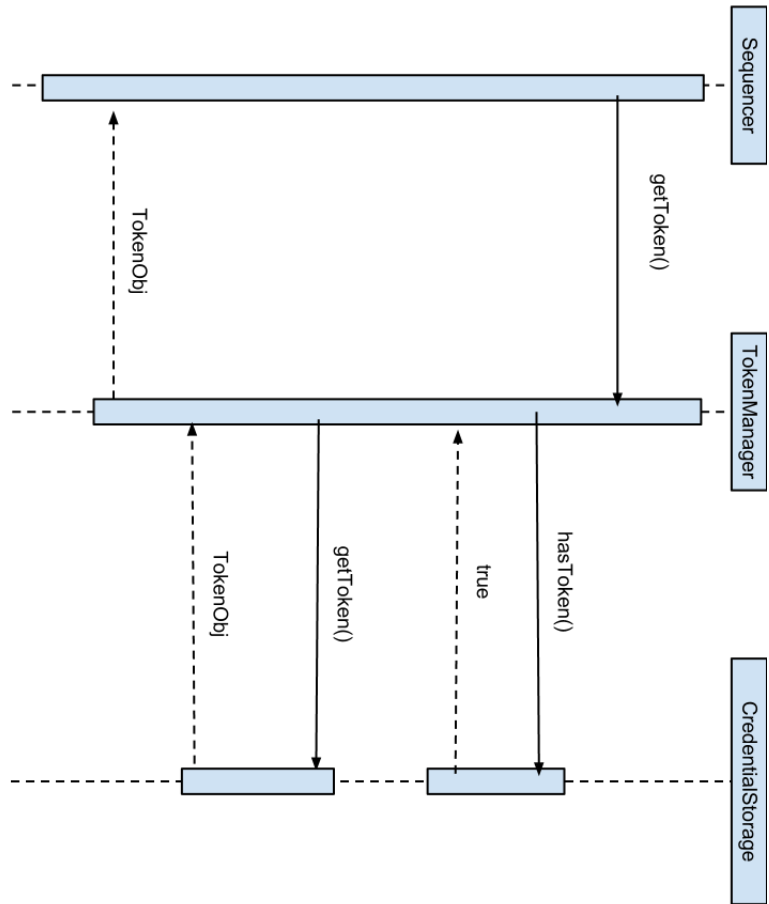 Sequencer
TokenManager
CredentialStorage
getToken()
hasToken()
true
getToken()
TokenObj
TokenObj